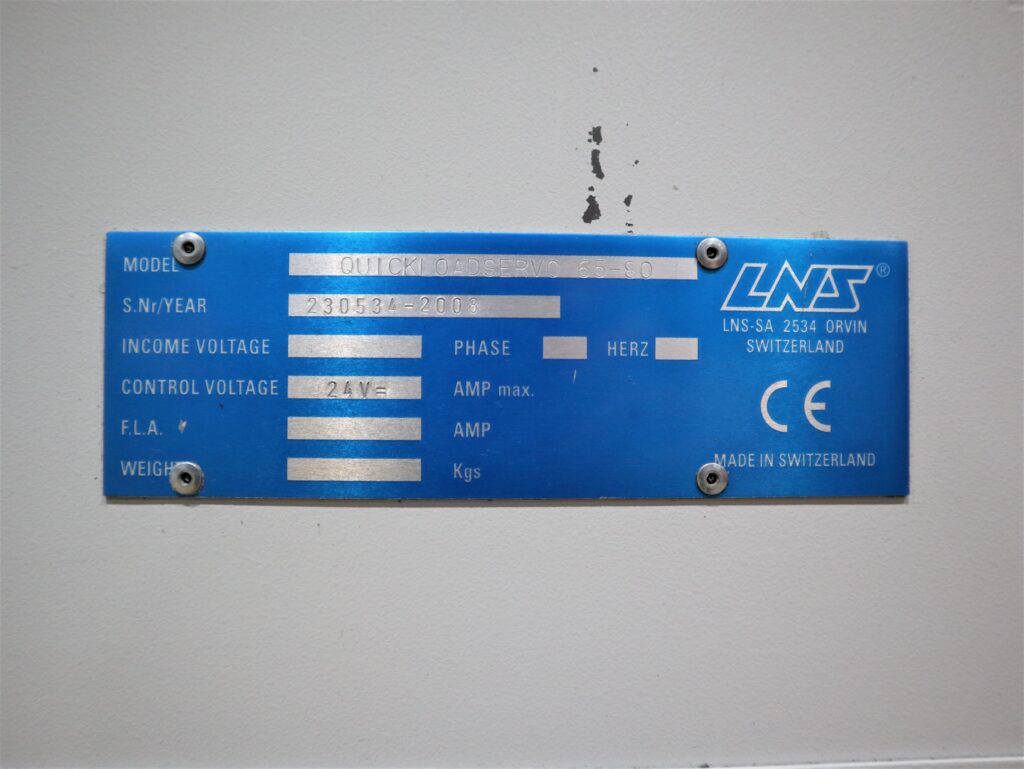 MODEL QUICKLOADSERVO 65-S0
S.Nr/YEAR 230534-2008
INCOME VOLTAGE PHASE HERZ
CONTROL VOLTAGE 24V= AMP max.
F.L.A. AMP
WEIGHT Kgs
LNS®
LNS-SA 2534 ORVIN
SWITZERLAND
CE
MADE IN SWITZERLAND